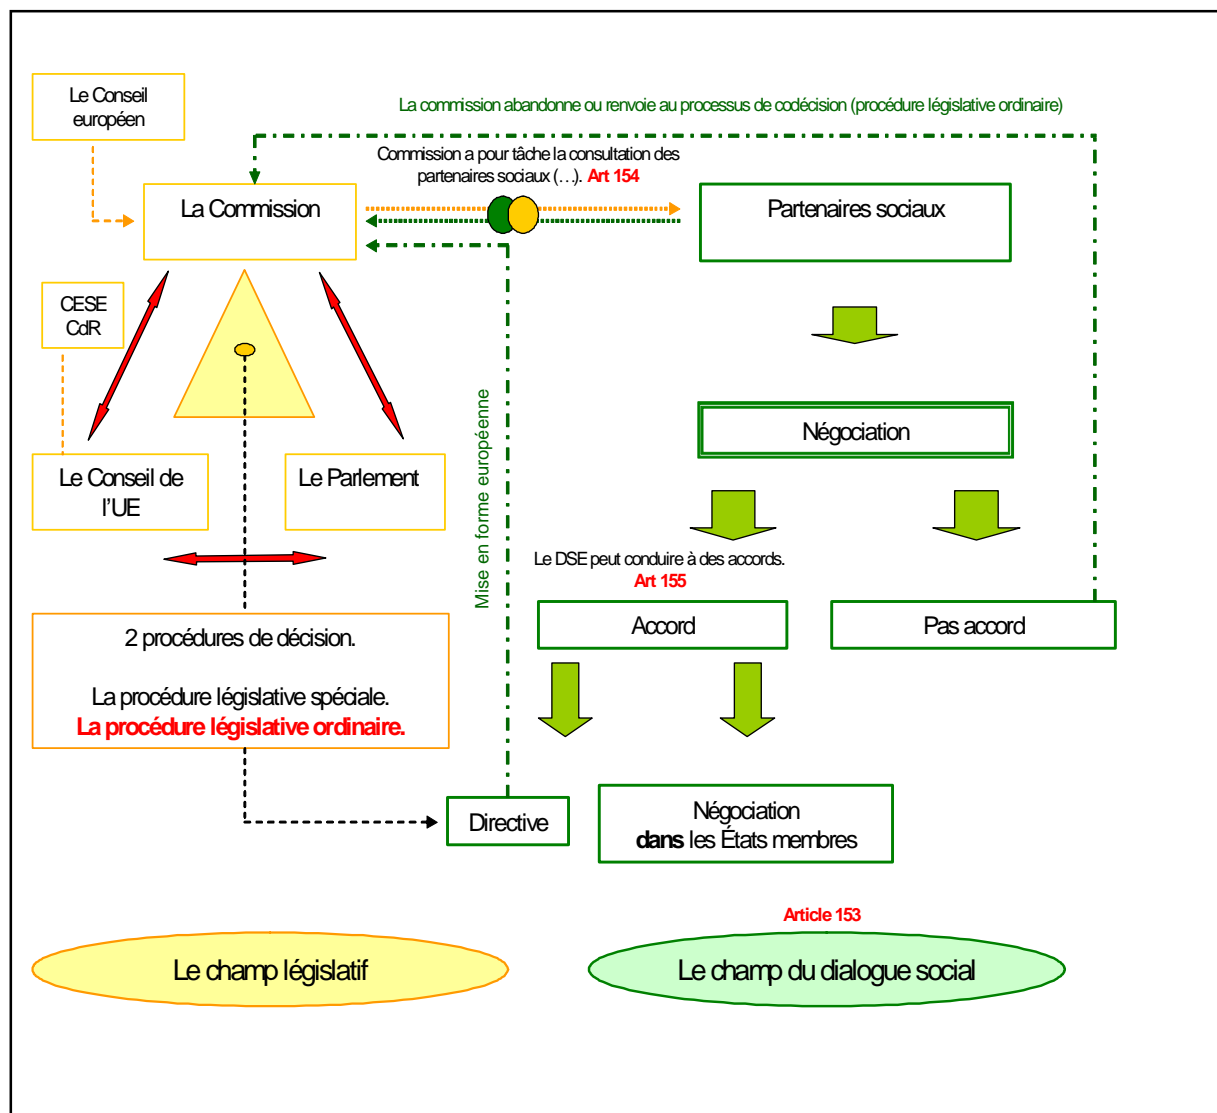 Le Conseil
européen
La commission abandonne ou renvoie au processus de codécision (procédure législative ordinaire)
Commission a pour tâche la consultation des
partenaires sociaux (…). Art 154
La Commission
Partenaires sociaux
CESE
CdR
Négociation
Le Conseil de
l’UE
Le Parlement
Mise en forme européenne
Le DSE peut conduire à des accords.
Art 155
Accord
Pas accord
2 procédures de décision.
La procédure législative spéciale.
La procédure législative ordinaire.
Directive
Négociation
dans les États membres
Article 153
Le champ législatif
Le champ du dialogue social